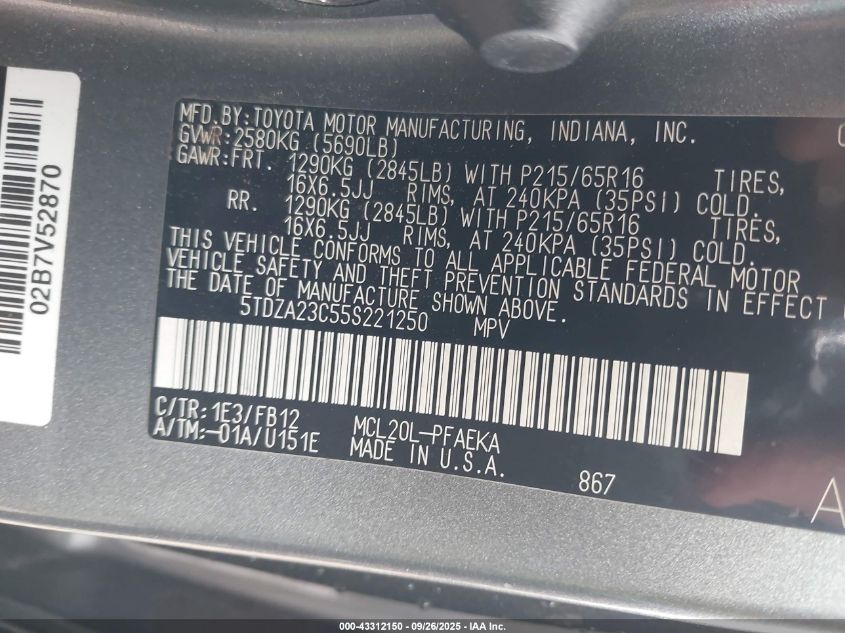 MFD.BY:TOYOTA MOTOR MANUFACTURING, INDIANA, INC.
GVWR:2580KG (5690LB)
GAWR:FRT. 1290KG (2845LB) WITH P215/65R16 TIRES,
16X6.5JJ RIMS, AT 240KPA (35PSI) COLD.
RR. 1290KG (2845LB) WITH P215/65R16 TIRES,
16X6.5JJ RIMS, AT 240KPA (35PSI) COLD.
THIS VEHICLE CONFORMS TO ALL APPLICABLE FEDERAL MOTOR
VEHICLE SAFETY AND THEFT PREVENTION STANDARDS IN EFFECT
THE DATE OF MANUFACTURE SHOWN ABOVE.
5TDZA23C55S221250 MPV
C/TR:1E3/FB12 MCL20L-PFAEKA
A/TM:-01A/U151E MADE IN U.S.A. 867
A
02B7V52870
000-43312150 - 09/26/2025 - IAA Inc.